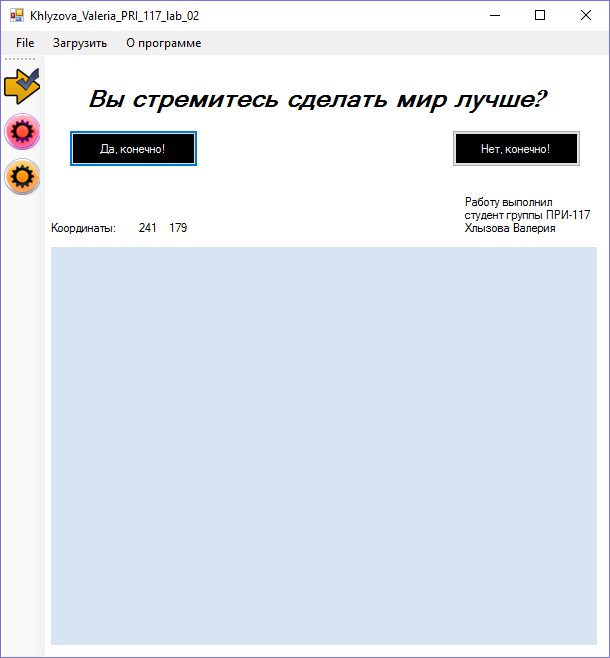 Khlyzova_Valeria_PRI_117_lab_02
File Загрузить О программе
Вы стремитесь сделать мир лучше?
Да, конечно! Нет, конечно!
Работу выполнил
студент группы ПРИ-117
Хлызова Валерия
Координаты: 241 179